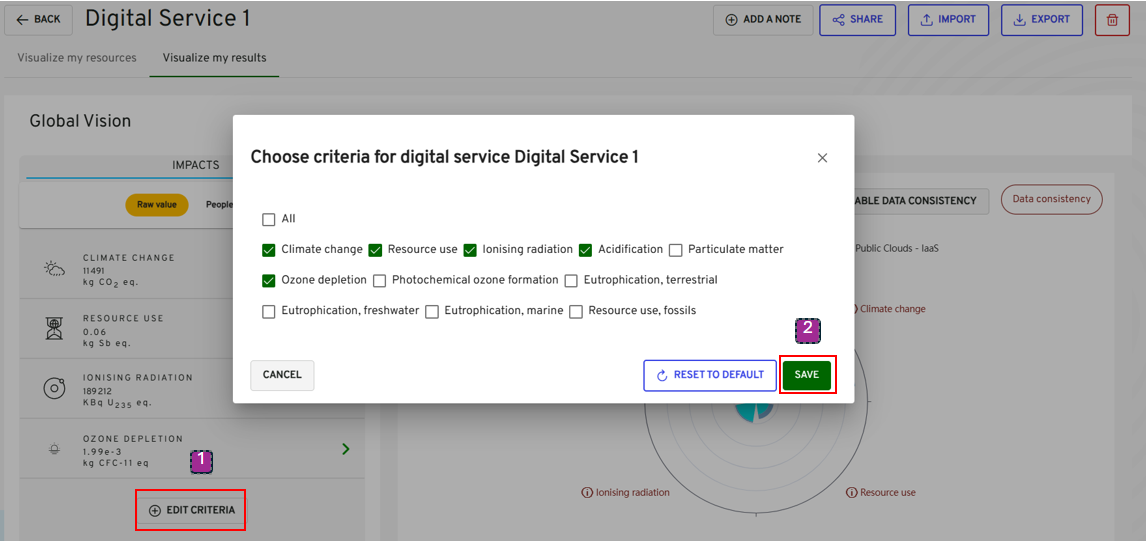 BACK
Digital Service 1
ADD A NOTE
SHARE
IMPORT
EXPORT
Visualize my resources
Visualize my results
Global Vision
IMPACTS
Raw value
People
Choose criteria for digital service Digital Service 1
All
Climate change Resource use Ionising radiation Acidification Particulate matter
Ozone depletion Photochemical ozone formation Eutrophication, terrestrial
Eutrophication, freshwater Eutrophication, marine Resource use, fossils
2
CANCEL
RESET TO DEFAULT
SAVE
ABLE DATA CONSISTENCY
Data consistency
Public Clouds - IaaS
Climate change
CLIMATE CHANGE
11491
kg CO2 eq.
RESOURCE USE
0.06
kg Sb eq.
IONISING RADIATION
189212
KBq U235 eq.
OZONE DEPLETION
1.99e-3
kg CFC-11 eq
1
EDIT CRITERIA
Ionising radiation
Resource use